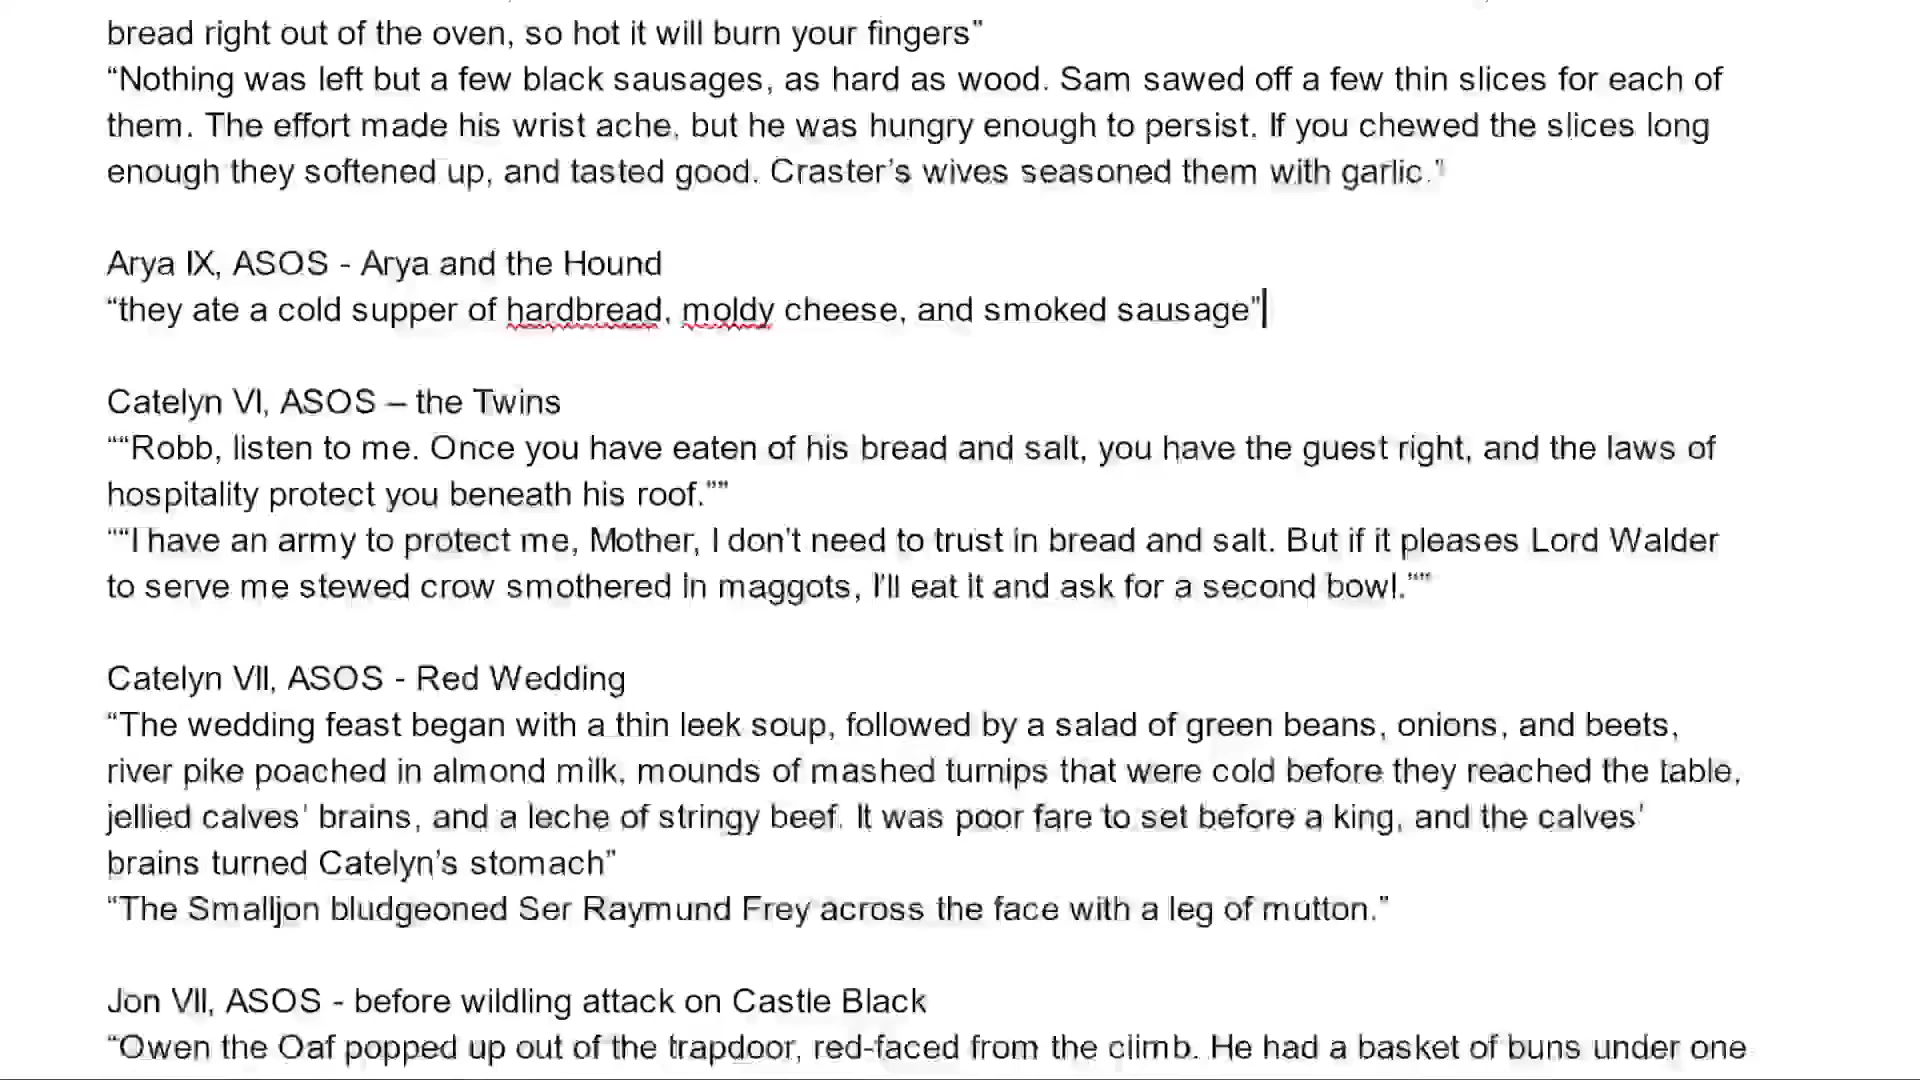 bread right out of the oven, so hot it will burn your fingers”
“Nothing was left but a few black sausages, as hard as wood. Sam sawed off a few thin slices for each of
them. The effort made his wrist ache, but he was hungry enough to persist. If you chewed the slices long
enough they softened up, and tasted good. Craster’s wives seasoned them with garlic.”
Arya IX, ASOS - Arya and the Hound
“they ate a cold supper of hardbread, moldy cheese, and smoked sausage”
Catelyn VI, ASOS – the Twins
““Robb, listen to me. Once you have eaten of his bread and salt, you have the guest right, and the laws of
hospitality protect you beneath his roof.””
““I have an army to protect me, Mother, I don’t need to trust in bread and salt. But if it pleases Lord Walder
to serve me stewed crow smothered in maggots, I’ll eat it and ask for a second bowl.”“
Catelyn VII, ASOS - Red Wedding
“The wedding feast began with a thin leek soup, followed by a salad of green beans, onions, and beets,
river pike poached in almond milk, mounds of mashed turnips that were cold before they reached the table,
jellied calves’ brains, and a leche of stringy beef. It was poor fare to set before a king, and the calves’
brains turned Catelyn’s stomach”
“The Smalljon bludgeoned Ser Raymund Frey across the face with a leg of mutton.”
Jon VII, ASOS - before wildling attack on Castle Black
“Owen the Oaf popped up out of the trapdoor, red-faced from the climb. He had a basket of buns under one